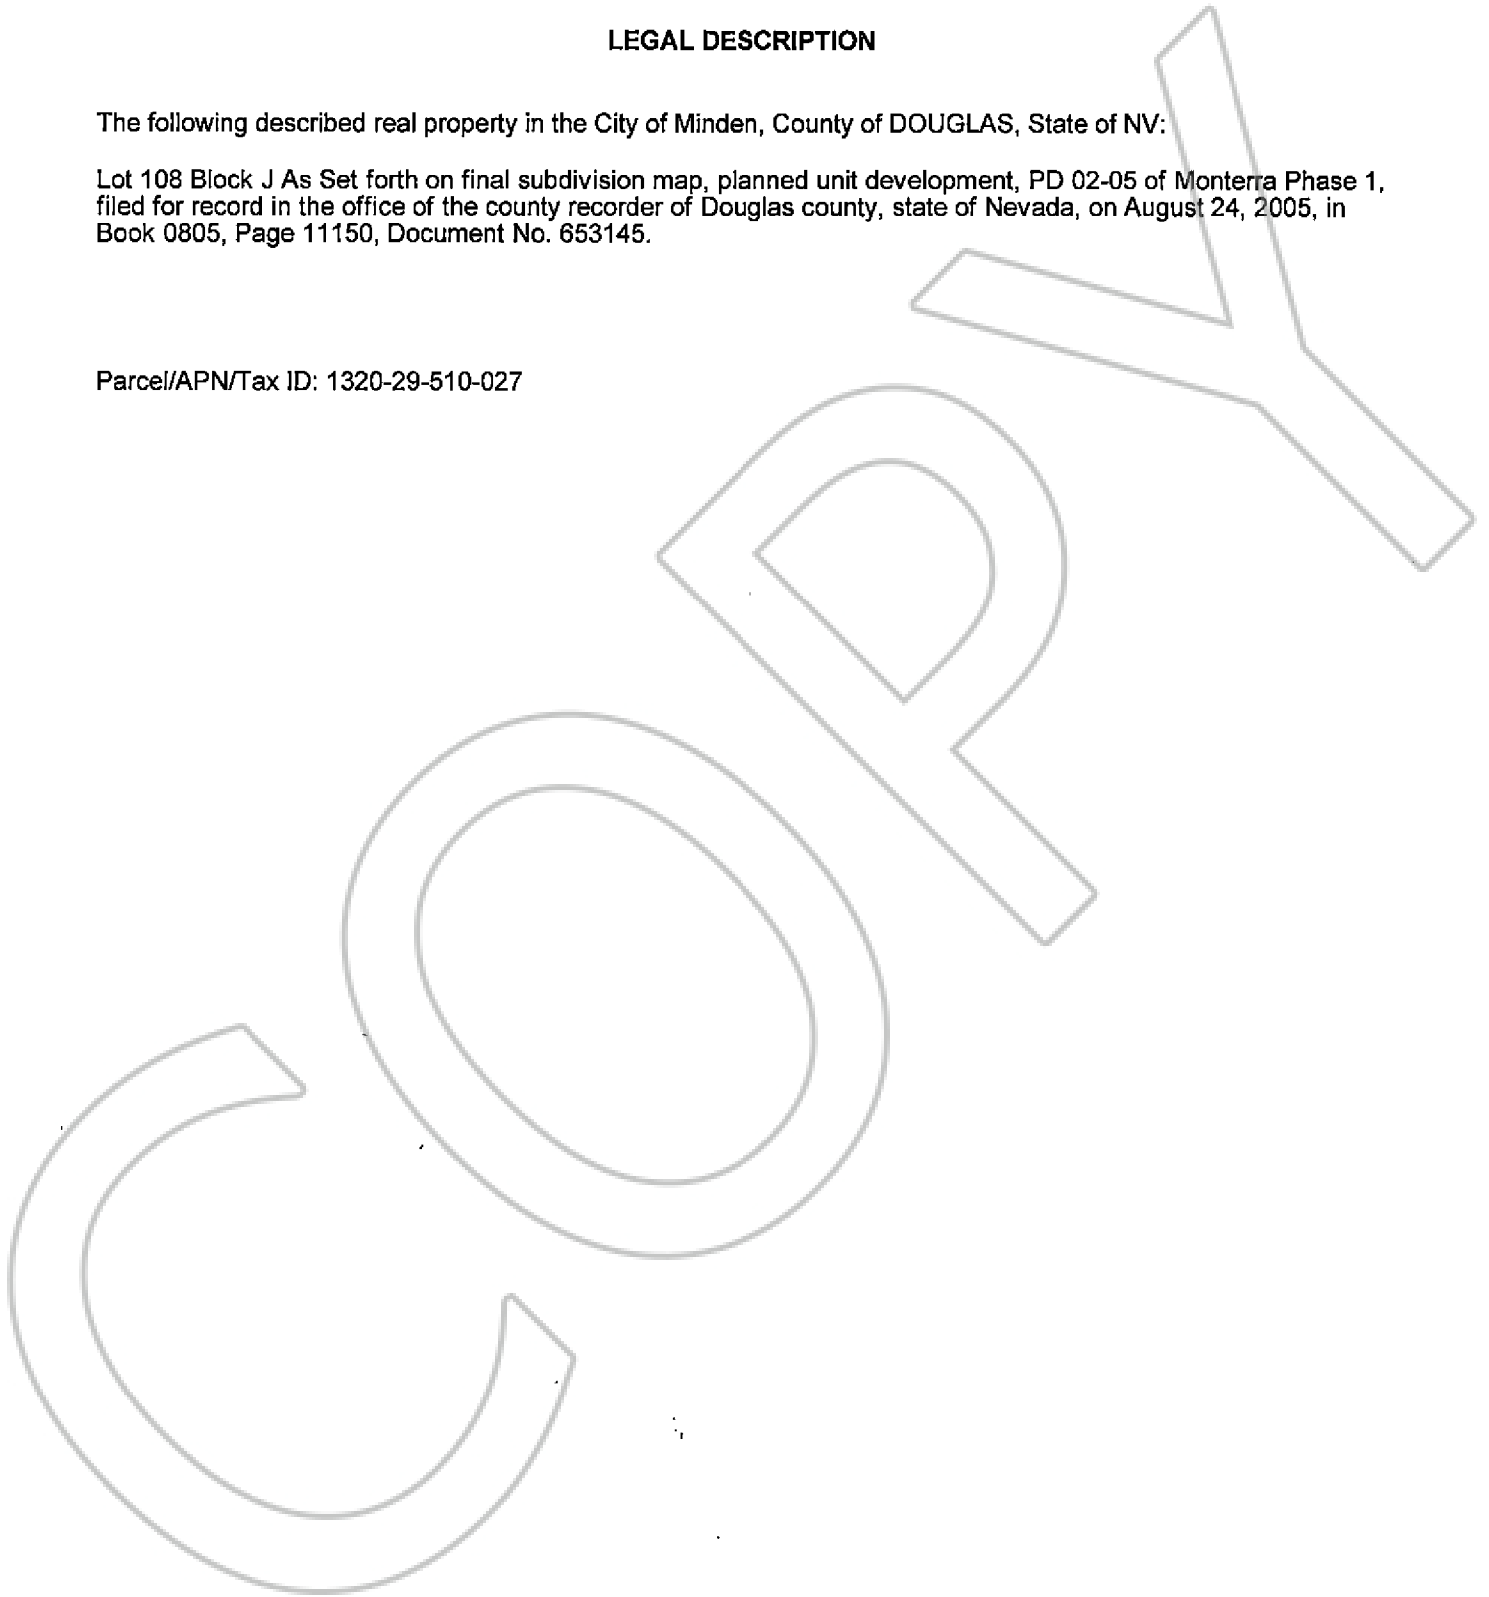 LEGAL DESCRIPTION
The following described real property in the City of Minden, County of DOUGLAS, State of NV:
Lot 108 Block J As Set forth on final subdivision map, planned unit development, PD 02-05 of Monterra Phase 1,
filed for record in the office of the county recorder of Douglas county, state of Nevada, on August 24, 2005, in
Book 0805, Page 11150, Document No. 653145.
Parcel/APN/Tax ID: 1320-29-510-027
COPY